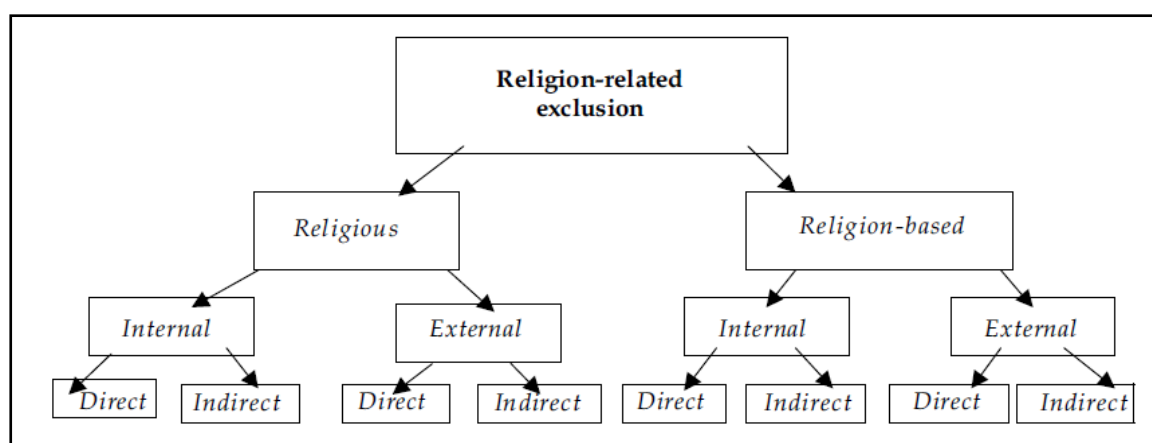 Religion-related
exclusion
Religious
Religion-based
Internal
External
Internal
External
Direct
Indirect
Direct
Indirect
Direct
Indirect
Direct
Indirect